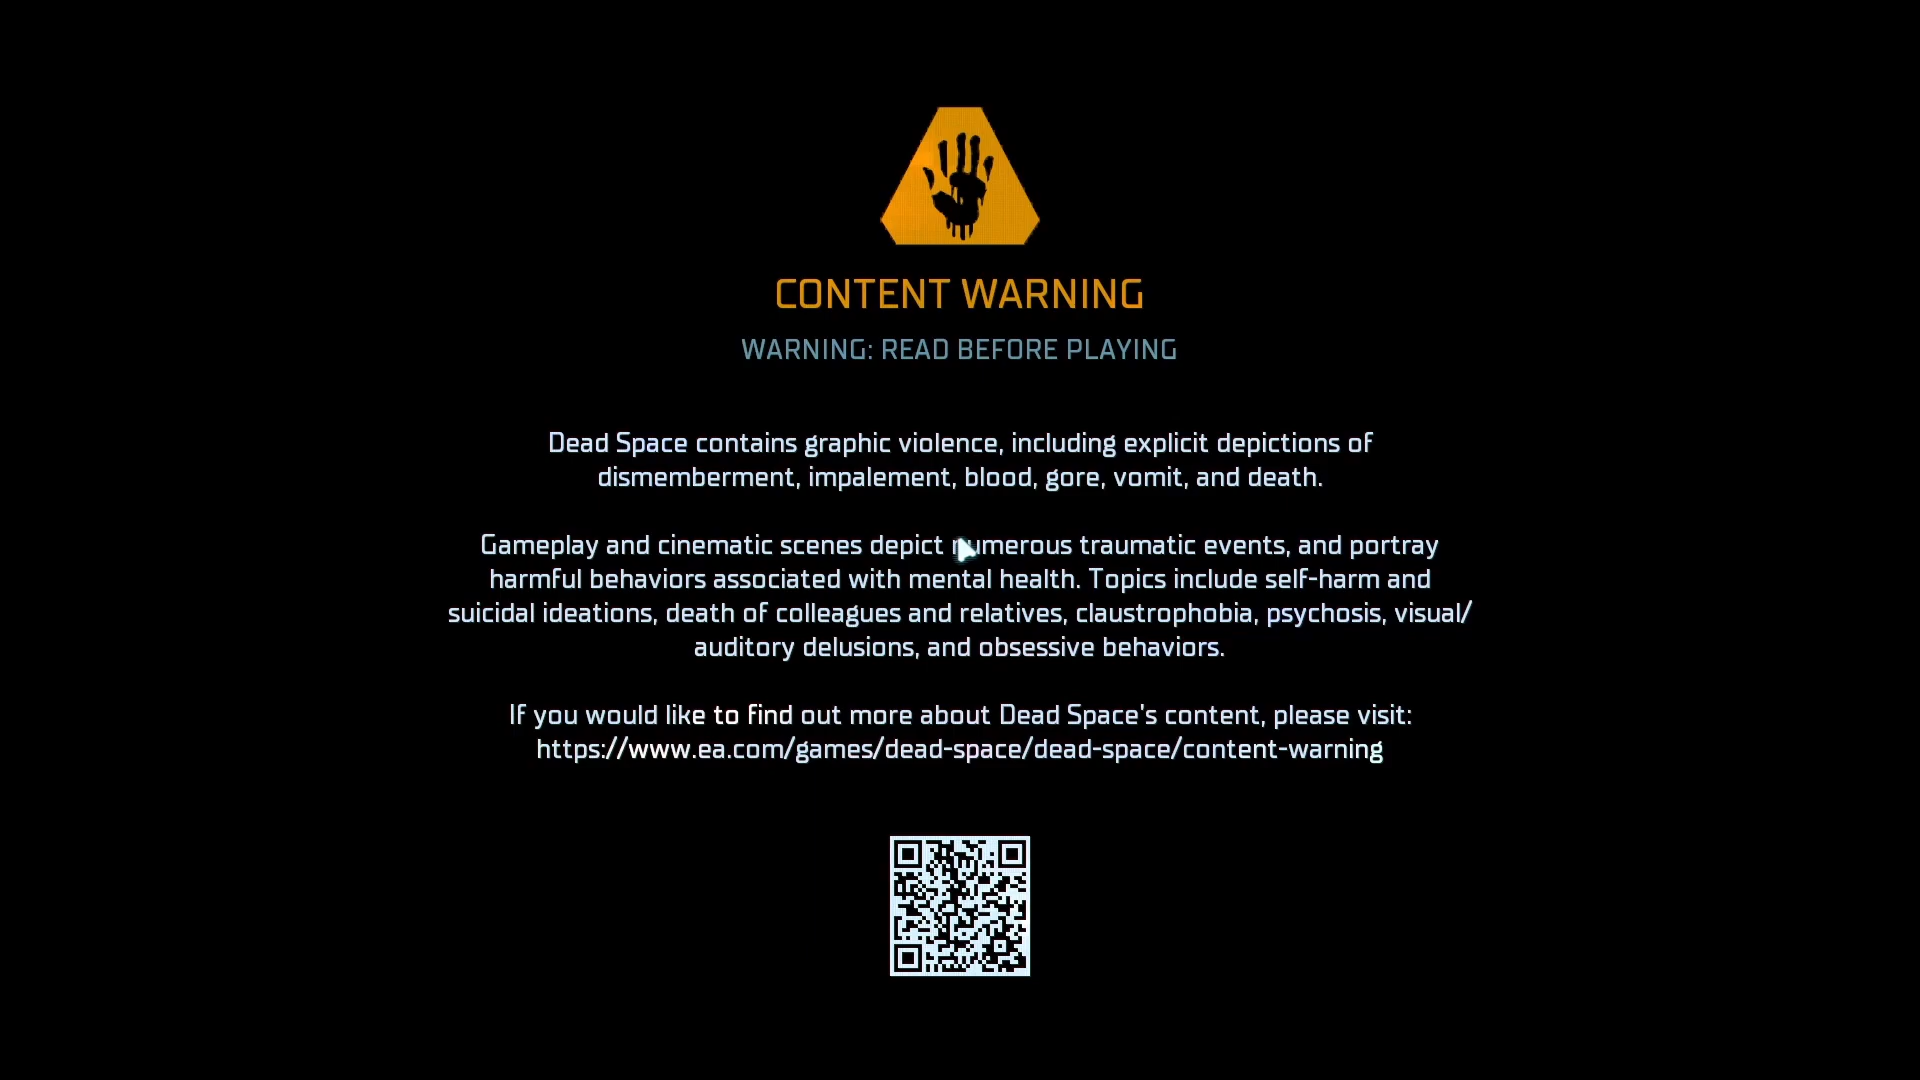 CONTENT WARNING
WARNING: READ BEFORE PLAYING
Dead Space contains graphic violence, including explicit depictions of
dismemberment, impalement, blood, gore, vomit, and death.
Gameplay and cinematic scenes depict numerous traumatic events, and portray
harmful behaviors associated with mental health. Topics include self-harm and
suicidal ideations, death of colleagues and relatives, claustrophobia, psychosis, visual/
auditory delusions, and obsessive behaviors.
If you would like to find out more about Dead Space's content, please visit:
https://www.ea.com/games/dead-space/dead-space/content-warning